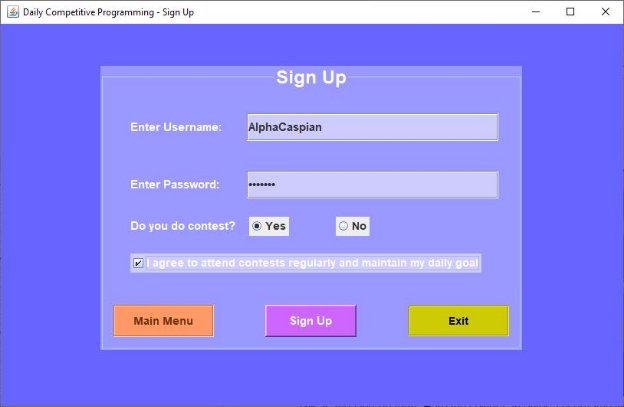 Daily Competitive Programming - Sign Up
Sign Up
Enter Username: AlphaCaspian
Enter Password: •••••••
Do you do contest? Yes No
I agree to attend contests regularly and maintain my daily goal
Main Menu Sign Up Exit